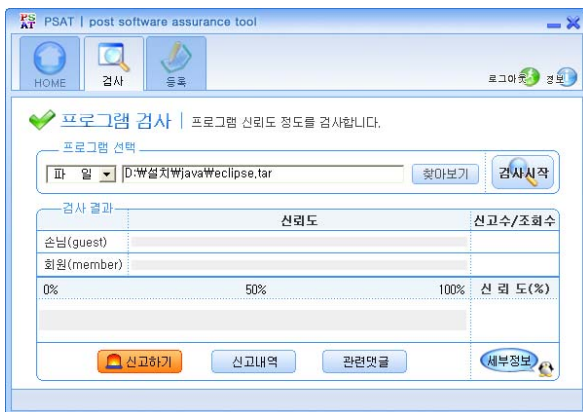 PSAT PSAT | post software assurance tool
HOME 검사 등록 로그아웃 정보
프로그램 검사 | 프로그램 신뢰도 정도를 검사합니다.
프로그램 선택
파 일 D:₩설치₩java₩eclipse,tar 찾아보기 검사시작
검사 결과 신뢰도 신고수/조회수
손님(guest)
회원(member)
0% 50% 100% 신 뢰 도(%)
신고하기 신고내역 관련댓글 세부정보